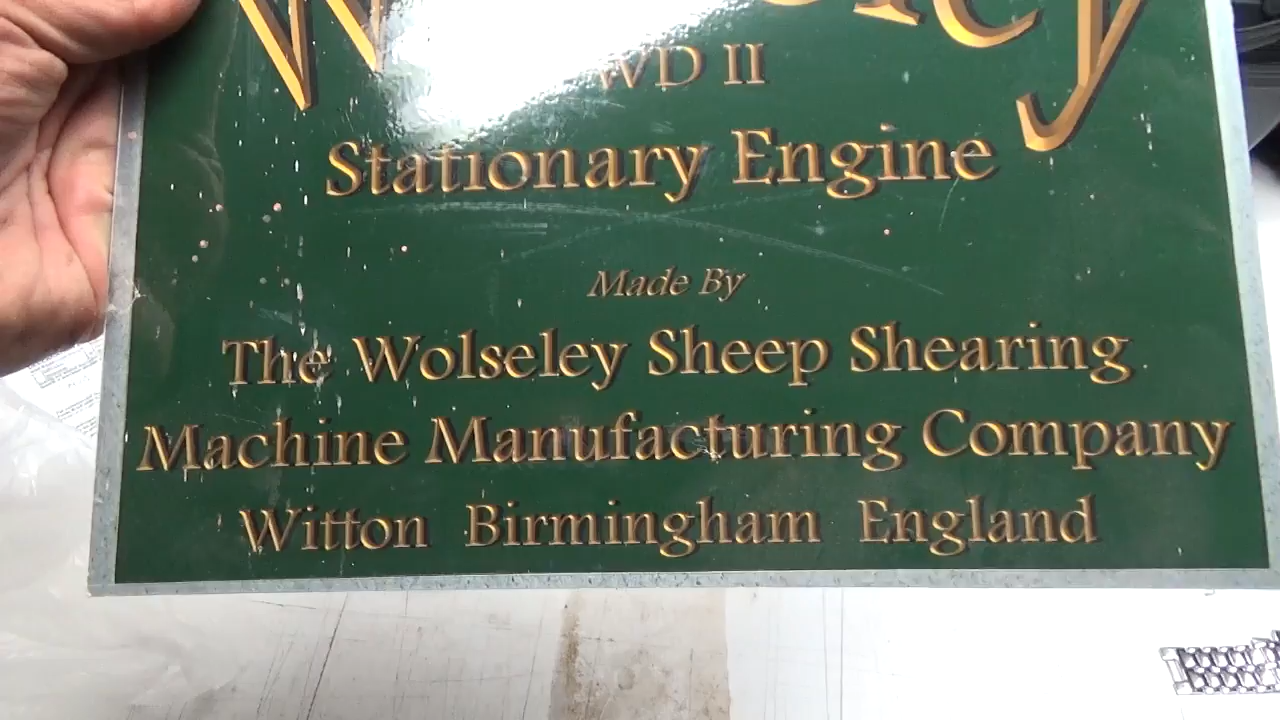 WD II
Stationary Engine
Made By
The Wolseley Sheep Shearing
Machine Manufacturing Company
Witton Birmingham England